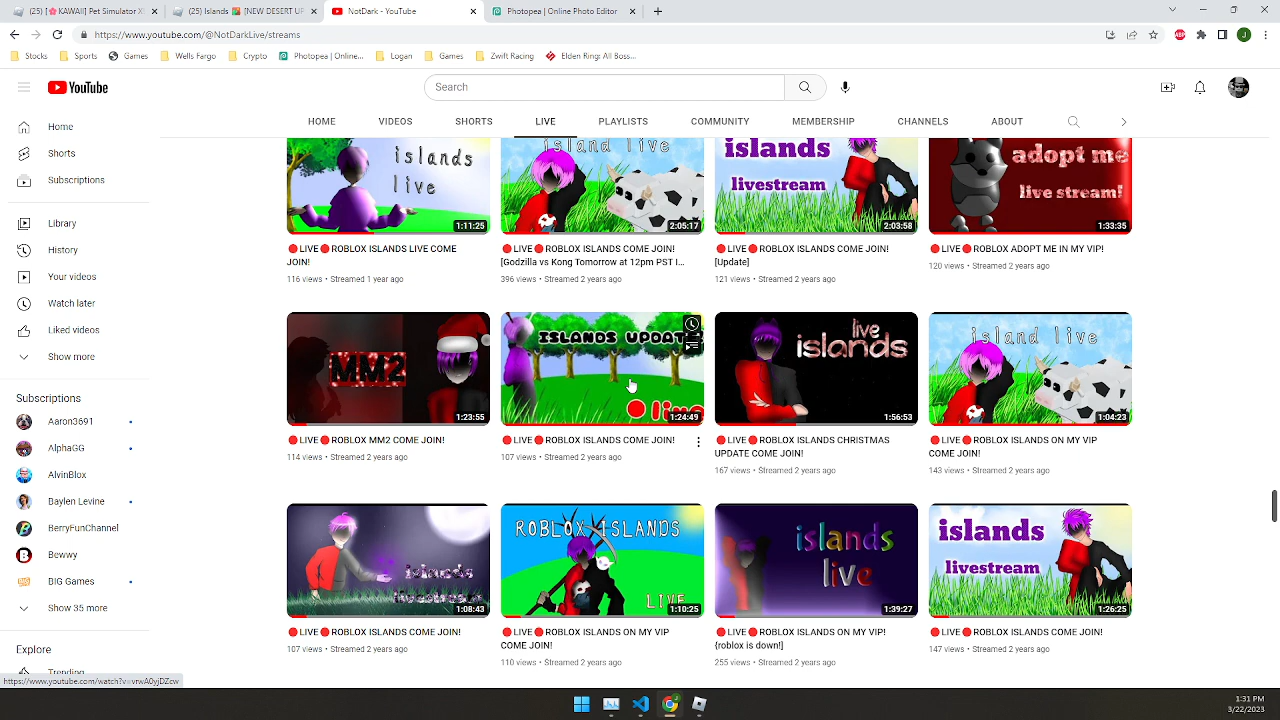 (25) [🌸KAWAII] Pet Simulator X!
(25) Islands 🏜 [NEW DESERT UP
NotDark - YouTube
Photopea | Online Photo Editor
https://www.youtube.com/@NotDarkLive/streams
ABP
J
Stocks
Sports
Games
Wells Fargo
Crypto
Photopea | Online...
Logan
Games
Zwift Racing
Elden Ring: All Boss...
YouTube
Search
HOME
VIDEOS
SHORTS
LIVE
PLAYLISTS
COMMUNITY
MEMBERSHIP
CHANNELS
ABOUT
Home
Shorts
Subscriptions
Library
History
Your videos
Watch later
Liked videos
Show more
Subscriptions
Aaron3691
AlphaGG
AlvinBlox
Baylen Levine
BerryFunChannel
Bewwy
BIG Games
Show 35 more
Explore
Trending
https://www.youtube.com/watch?v=vrwA0yjDZcw
islands
live
1:11:25
🔴LIVE🔴ROBLOX ISLANDS LIVE COME
JOIN!
116 views • Streamed 1 year ago
island live
2:05:17
🔴LIVE🔴ROBLOX ISLANDS COME JOIN!
[Godzilla vs Kong Tomorrow at 12pm PST I...
396 views • Streamed 2 years ago
islands
livestream
2:03:58
🔴LIVE🔴ROBLOX ISLANDS COME JOIN!
[Update]
121 views • Streamed 2 years ago
adopt me
live stream!
1:33:35
🔴LIVE🔴ROBLOX ADOPT ME IN MY VIP!
120 views • Streamed 2 years ago
MM2
1:23:55
🔴LIVE🔴ROBLOX MM2 COME JOIN!
114 views • Streamed 2 years ago
ISLANDS UPDATE
live
1:24:49
🔴LIVE🔴ROBLOX ISLANDS COME JOIN!
107 views • Streamed 2 years ago
live
islands
1:56:53
🔴LIVE🔴ROBLOX ISLANDS CHRISTMAS
UPDATE COME JOIN!
167 views • Streamed 2 years ago
island live
1:04:23
🔴LIVE🔴ROBLOX ISLANDS ON MY VIP
COME JOIN!
143 views • Streamed 2 years ago
islands
livestream
1:08:43
🔴LIVE🔴ROBLOX ISLANDS COME JOIN!
107 views • Streamed 2 years ago
ROBLOX ISLANDS
LIVE
1:10:25
🔴LIVE🔴ROBLOX ISLANDS ON MY VIP
COME JOIN!
110 views • Streamed 2 years ago
islands
live
1:39:27
🔴LIVE🔴ROBLOX ISLANDS ON MY VIP!
{roblox is down!]
255 views • Streamed 2 years ago
islands
livestream
1:26:25
🔴LIVE🔴ROBLOX ISLANDS COME JOIN!
147 views • Streamed 2 years ago
1:31 PM
3/22/2023